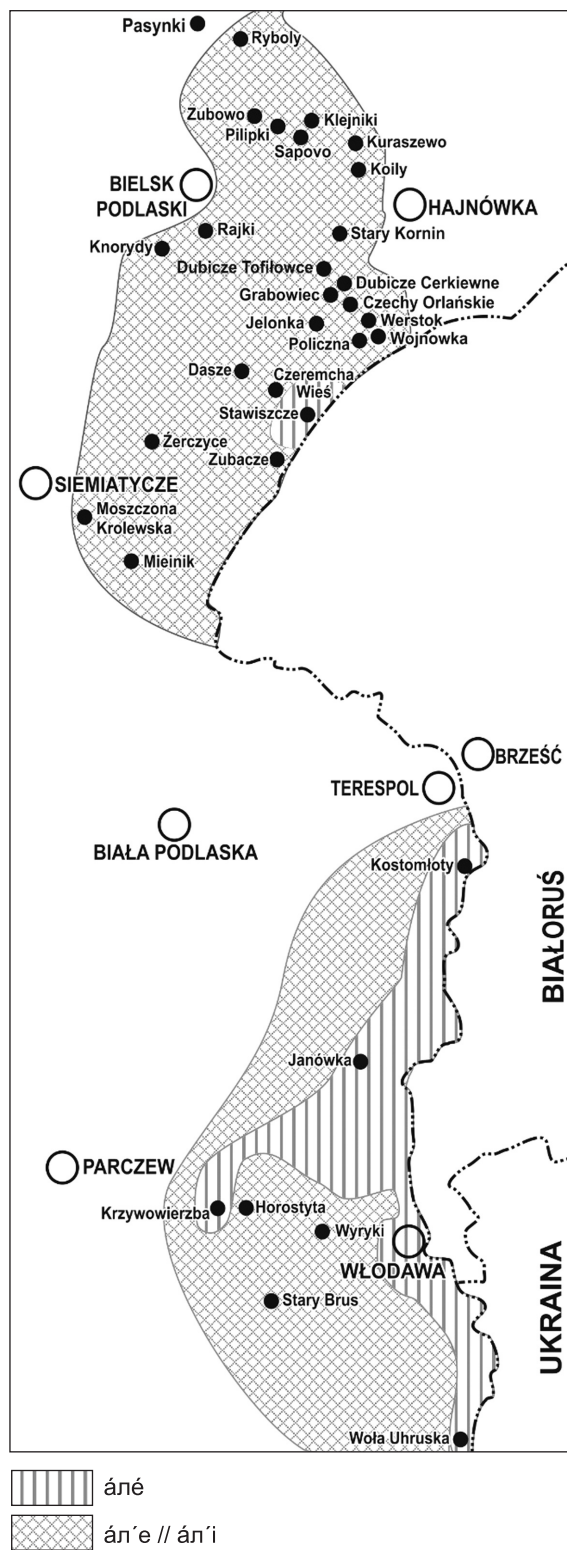 Pasynki
Ryboly
Zubowo
Klejniki
Pilipki
Sapovo
Kuraszewo
Koily
BIELSK
PODLASKI
HAJNÓWKA
Rajki
Stary Kornin
Knorydy
Dubicze Tofiłowce
Dubicze Cerkiewne
Grabowiec
Czechy Orlańskie
Werstok
Jelonka
Wojnowka
Policzna
Dasze
Czeremcha
Wieś
Stawiszcze
Żerczyce
Zubacze
SIEMIATYCZE
Moszczona
Krolewska
Mieinik
BRZEŚĆ
TERESPOL
BIAŁA PODLASKA
Kostomłoty
BIAŁORUŚ
Janówka
PARCZEW
Krzywowierzba
Horostyta
Wyryki
WŁODAWA
UKRAINA
Stary Brus
Woła Uhruska
áлé
áл´e // áл´i